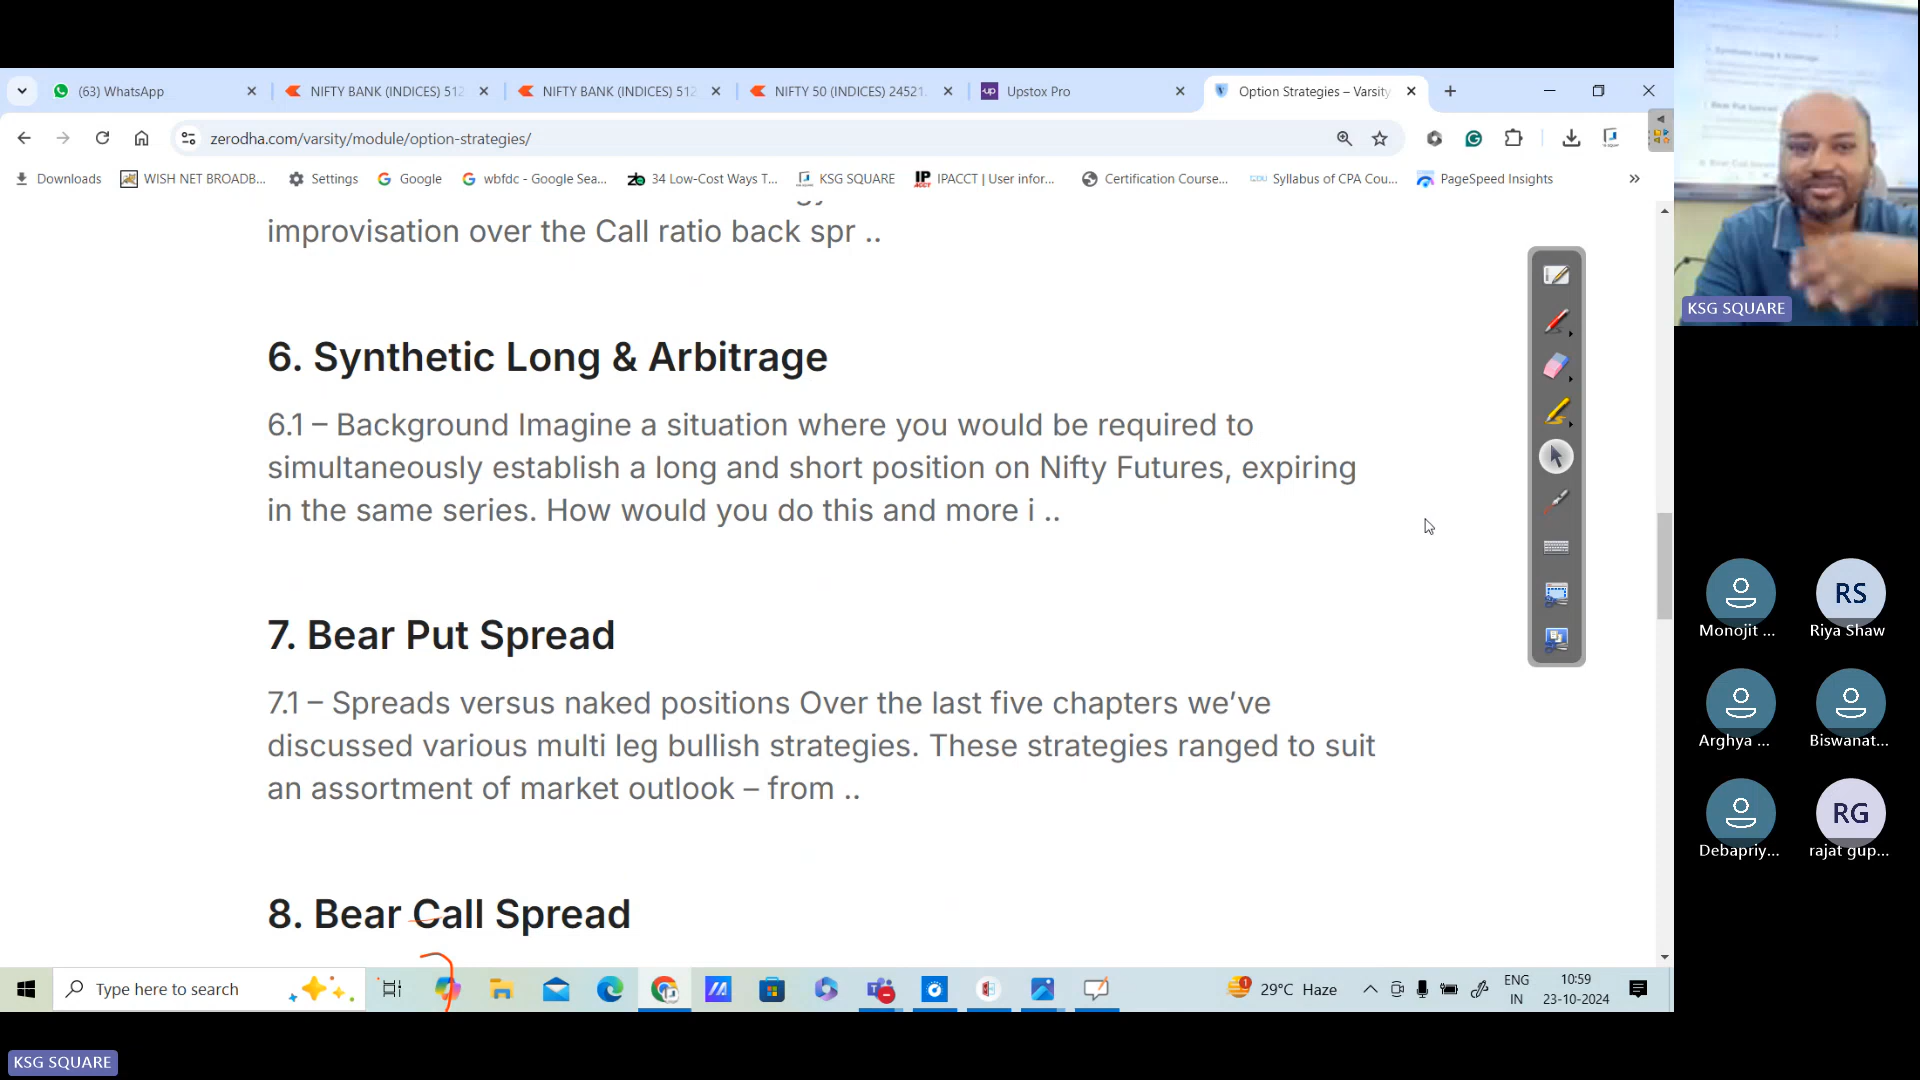 (63) WhatsApp
NIFTY BANK (INDICES) 512
NIFTY BANK (INDICES) 512
NIFTY 50 (INDICES) 24521.
up
Upstox Pro
Option Strategies – Varsity
zerodha.com/varsity/module/option-strategies/
Downloads
WISH NET BROADB...
Settings
Google
wbfdc - Google Sea...
34 Low-Cost Ways T...
KSG SQUARE
IP
IPACCT | User infor...
Certification Course...
Syllabus of CPA Cou...
PageSpeed Insights
improvisation over the Call ratio back spr ..
6. Synthetic Long & Arbitrage
6.1 – Background Imagine a situation where you would be required to
simultaneously establish a long and short position on Nifty Futures, expiring
in the same series. How would you do this and more i ..
7. Bear Put Spread
7.1 – Spreads versus naked positions Over the last five chapters we’ve
discussed various multi leg bullish strategies. These strategies ranged to suit
an assortment of market outlook – from ..
8. Bear Call Spread
Type here to search
29°C Haze
ENG
IN
10:59
23-10-2024
KSG SQUARE
Monojit ...
RS
Riya Shaw
Arghya ...
Biswanat...
Debapriy...
RG
rajat gup...
KSG SQUARE